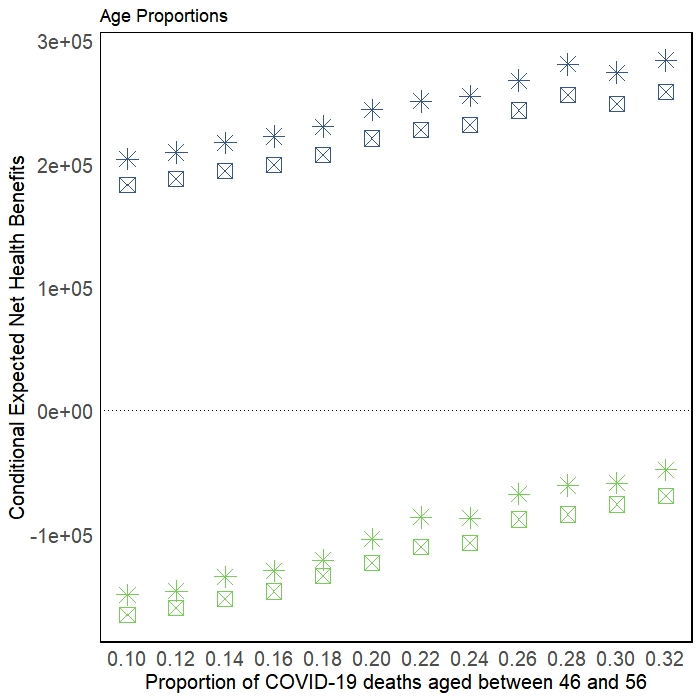 Age Proportions
3e+05
2e+05
1e+05
0e+00
-1e+05
Conditional Expected Net Health Benefits
0.10 0.12 0.14 0.16 0.18 0.20 0.22 0.24 0.26 0.28 0.30 0.32
Proportion of COVID-19 deaths aged between 46 and 56